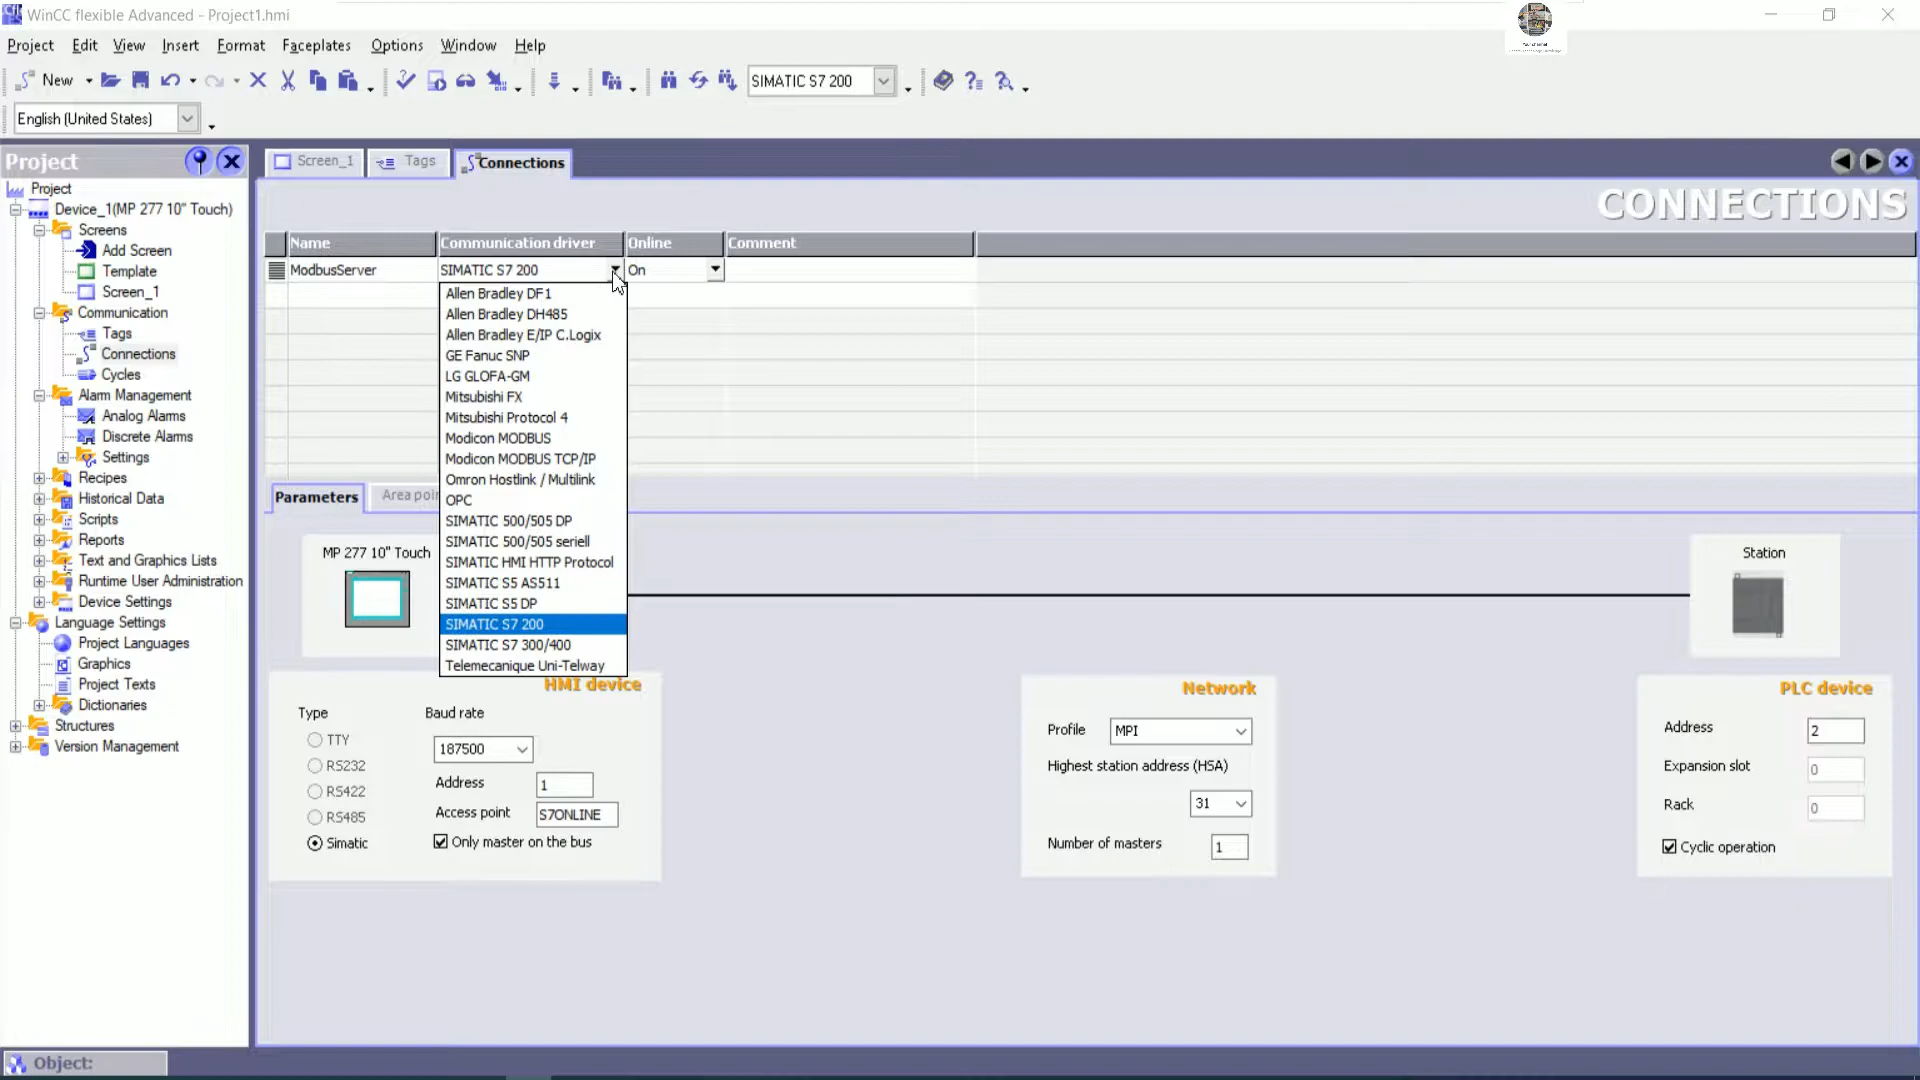 WinCC flexible Advanced - Project1.hmi
Project Edit View Insert Format Faceplates Options Window Help
New SIMATIC S7 200
English (United States)
Project
Project
Device_1(MP 277 10" Touch)
Screens
Add Screen
Template
Screen_1
Communication
Tags
Connections
Cycles
Alarm Management
Analog Alarms
Discrete Alarms
Settings
Recipes
Historical Data
Scripts
Reports
Text and Graphics Lists
Runtime User Administration
Device Settings
Language Settings
Project Languages
Graphics
Project Texts
Dictionaries
Structures
Version Management
Screen_1 Tags Connections
CONNECTIONS
Name Communication driver Online Comment
ModbusServer SIMATIC S7 200 On
Allen Bradley DF1
Allen Bradley DH485
Allen Bradley E/IP C.Logix
GE Fanuc SNP
LG GLOFA-GM
Mitsubishi FX
Mitsubishi Protocol 4
Modicon MODBUS
Modicon MODBUS TCP/IP
Omron Hostlink / Multilink
OPC
SIMATIC 500/505 DP
SIMATIC 500/505 seriell
SIMATIC HMI HTTP Protocol
SIMATIC S5 AS511
SIMATIC S5 DP
SIMATIC S7 200
SIMATIC S7 300/400
Telemecanique Uni-Telway
Parameters Area poi
MP 277 10" Touch
Station
HMI device
Type
TTY
RS232
RS422
RS485
Simatic
Baud rate
187500
Address 1
Access point S7ONLINE
Only master on the bus
Network
Profile MPI
Highest station address (HSA)
31
Number of masters 1
PLC device
Address 2
Expansion slot 0
Rack 0
Cyclic operation
Object: